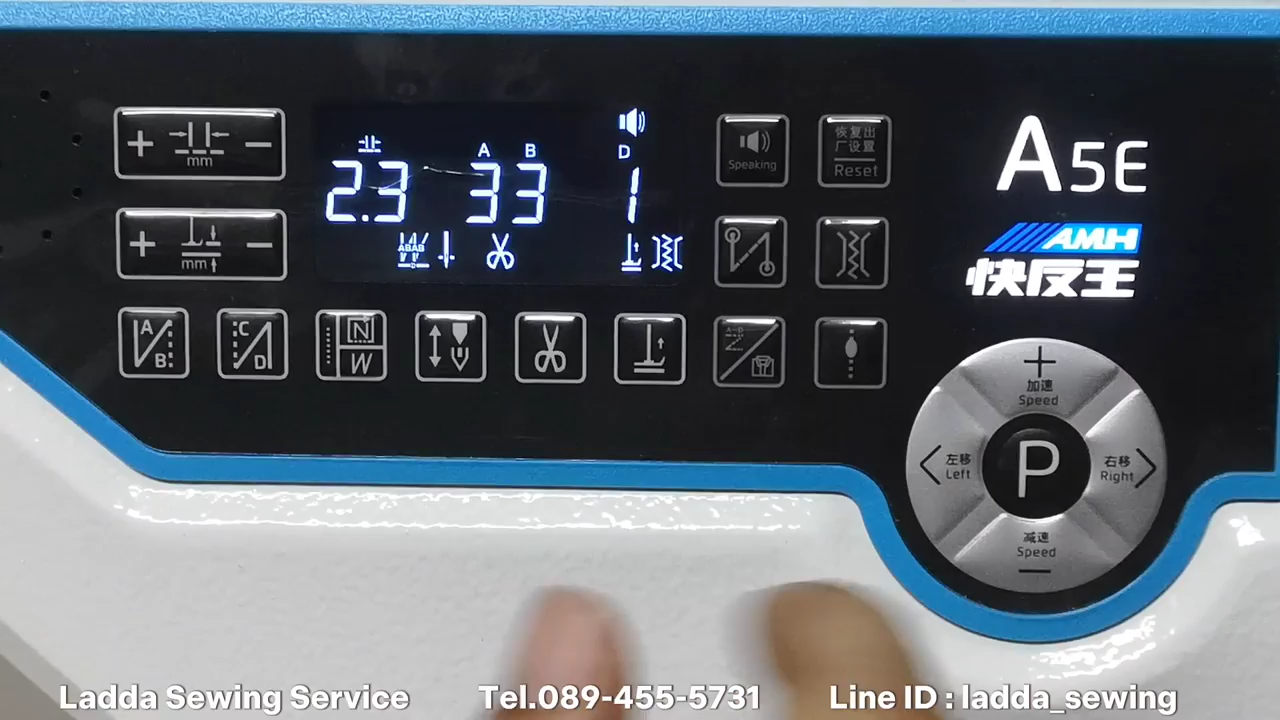 + mm −
+ mm −
A B D
2.3 33 1
ABAB
Speaking
恢复出
厂设置
Reset
A5E
AMH
快反王
A B
C D
N
W
A-B
+
加速
Speed
左移
Left
P
右移
Right
减速
Speed
−
Ladda Sewing Service Tel.089-455-5731 Line ID : ladda_sewing